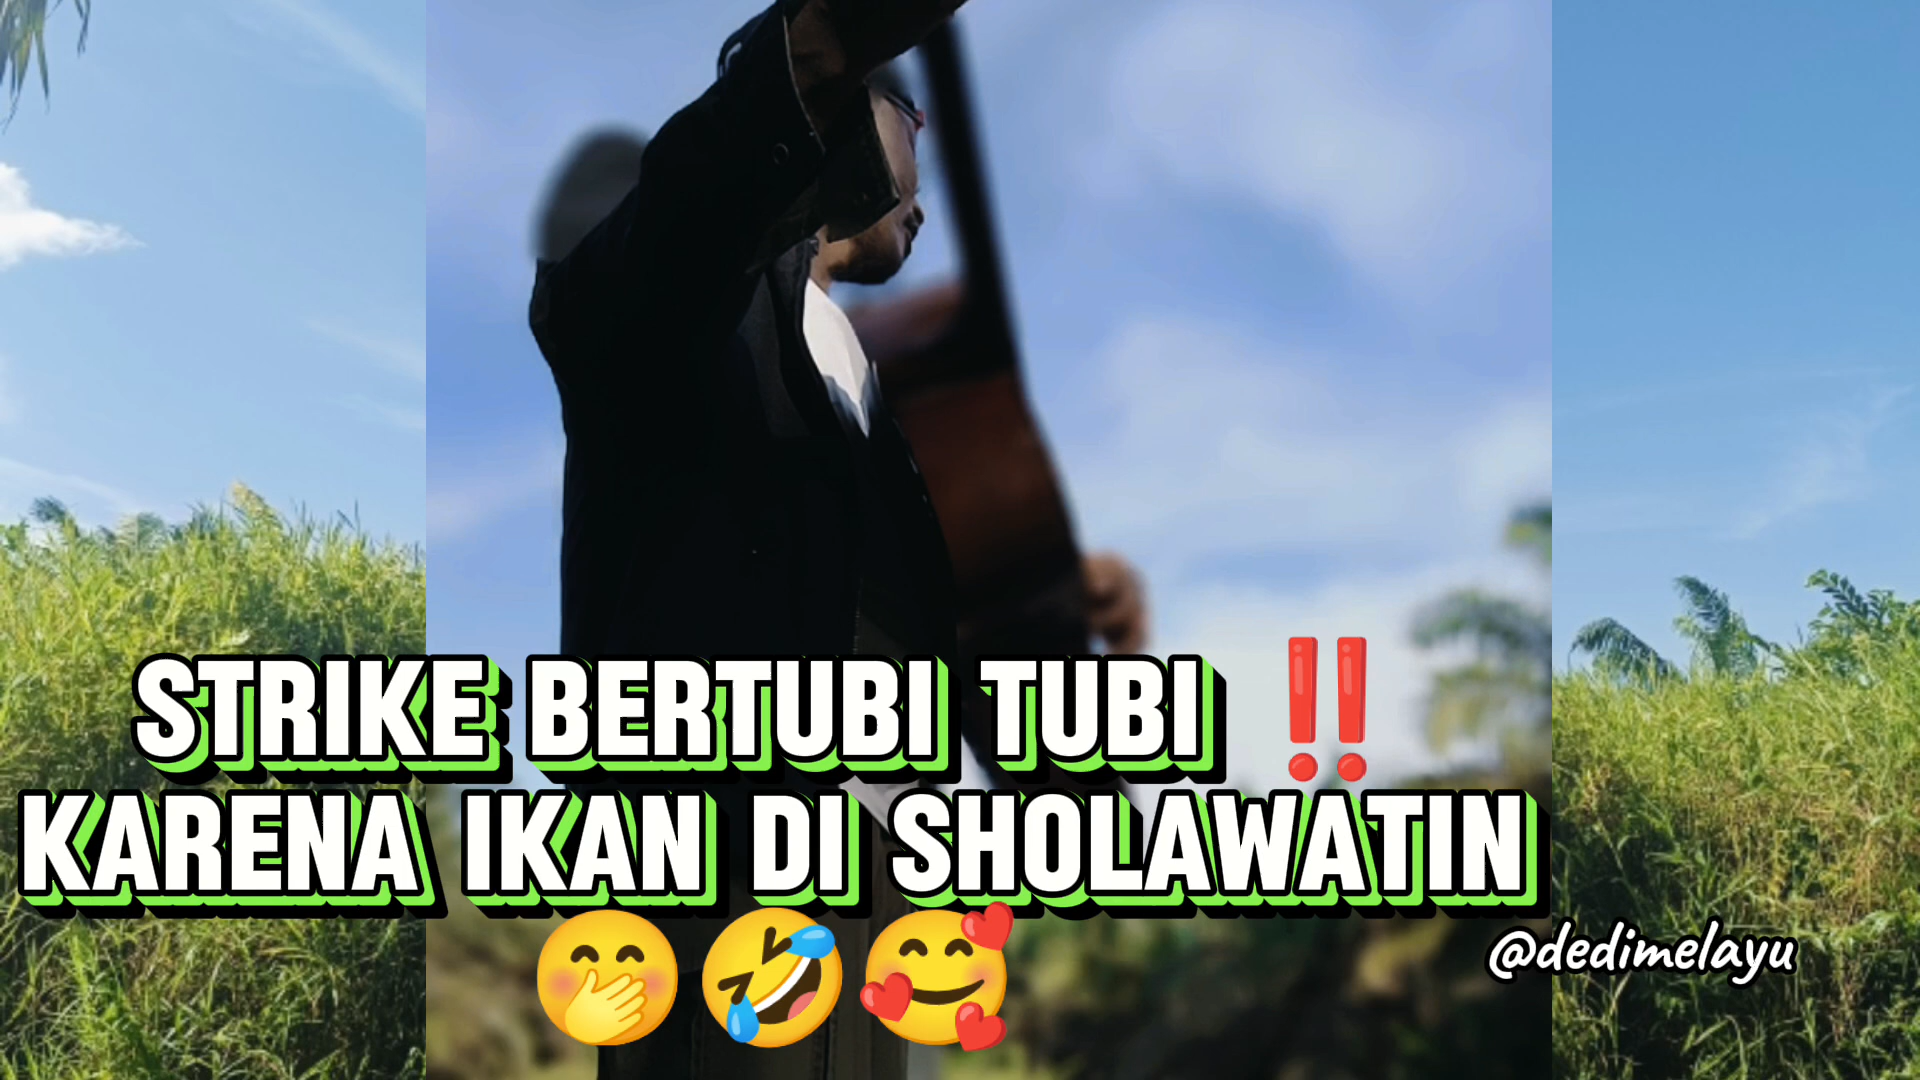 STRIKE BERTUBI TUBI ‼️
KARENA IKAN DI SHOLAWATIN
🤭🤣🥰
@dedimelayu